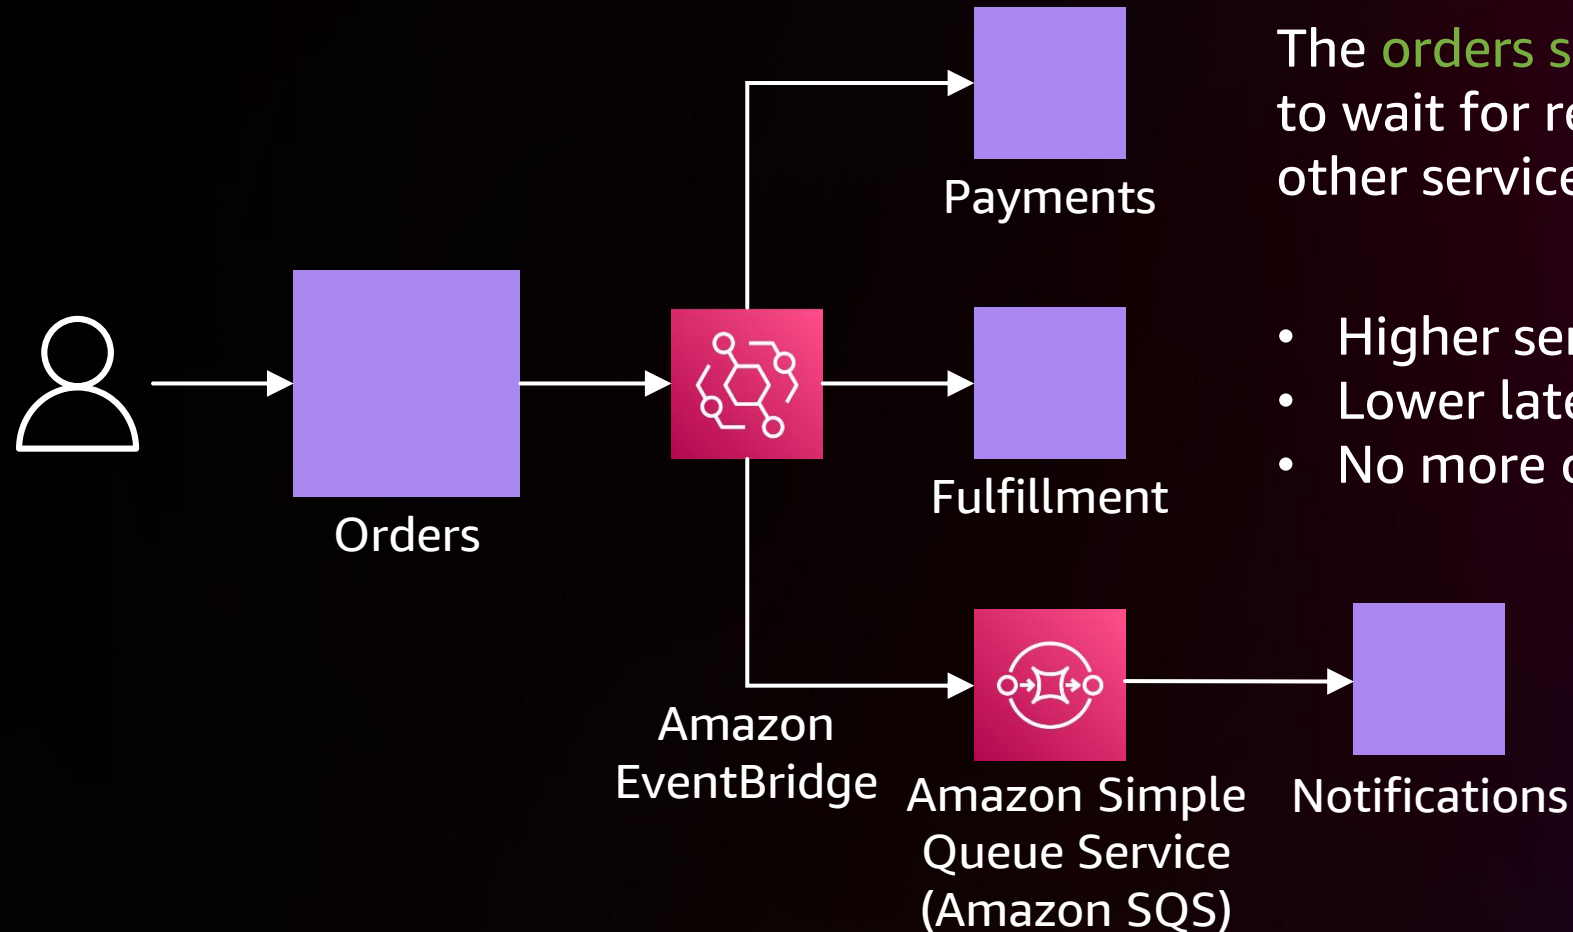 The orders
to wait for
other
Payments
• Higher
• Lower
• No more
Fulfillment
Orders
Amazon
EventBridge
Amazon Simple
Queue Service
(Amazon SQS)
Notifications